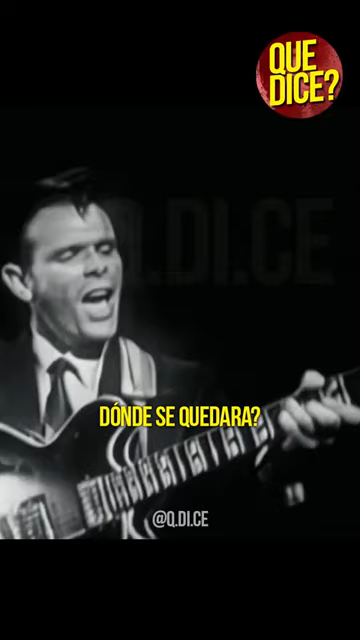 QUE
DICE?
Q.DI.CE
DÓNDE SE QUEDARA?
@Q.DI.CE